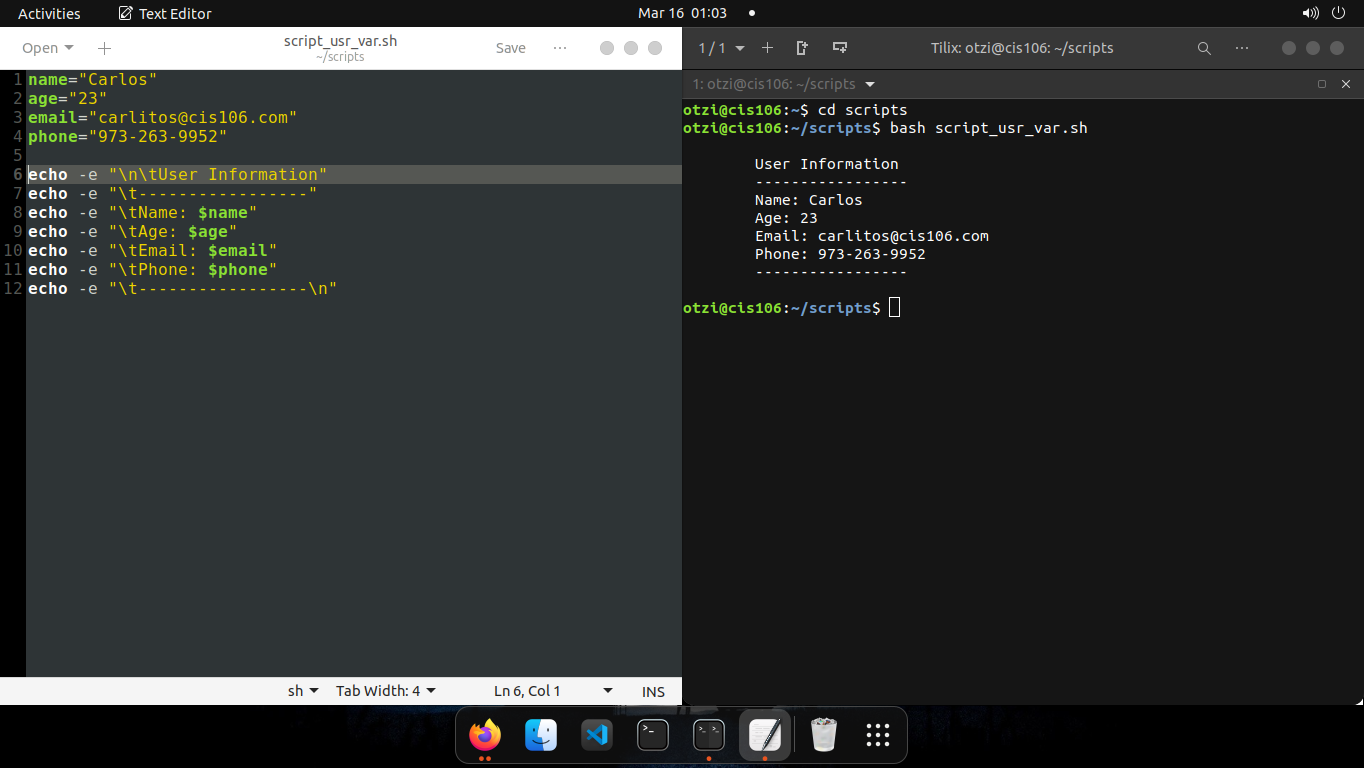 Activities Text Editor Mar 16 01:03
Open script_usr_var.sh Save
~/scripts
1 name="Carlos"
2 age="23"
3 email="carlitos@cis106.com"
4 phone="973-263-9952"
5
6 echo -e "\n\tUser Information"
7 echo -e "\t-----------------"
8 echo -e "\tName: $name"
9 echo -e "\tAge: $age"
10 echo -e "\tEmail: $email"
11 echo -e "\tPhone: $phone"
12 echo -e "\t-----------------\n"
sh Tab Width: 4 Ln 6, Col 1 INS
1 / 1 Tilix: otzi@cis106: ~/scripts
1: otzi@cis106: ~/scripts
otzi@cis106:~$ cd scripts
otzi@cis106:~/scripts$ bash script_usr_var.sh
User Information
-----------------
Name: Carlos
Age: 23
Email: carlitos@cis106.com
Phone: 973-263-9952
-----------------
otzi@cis106:~/scripts$